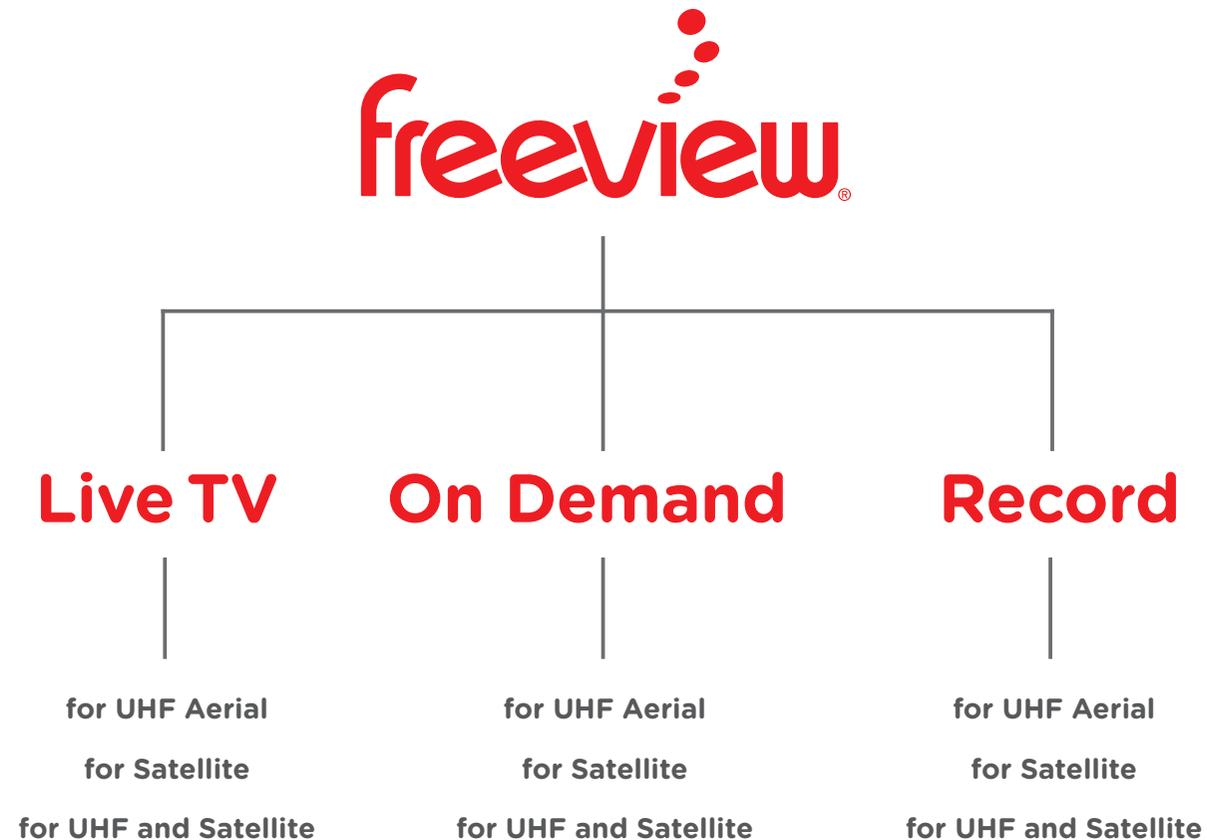 freeview®
Live TV
On Demand
Record
for UHF Aerial
for Satellite
for UHF and Satellite
for UHF Aerial
for Satellite
for UHF and Satellite
for UHF Aerial
for Satellite
for UHF and Satellite